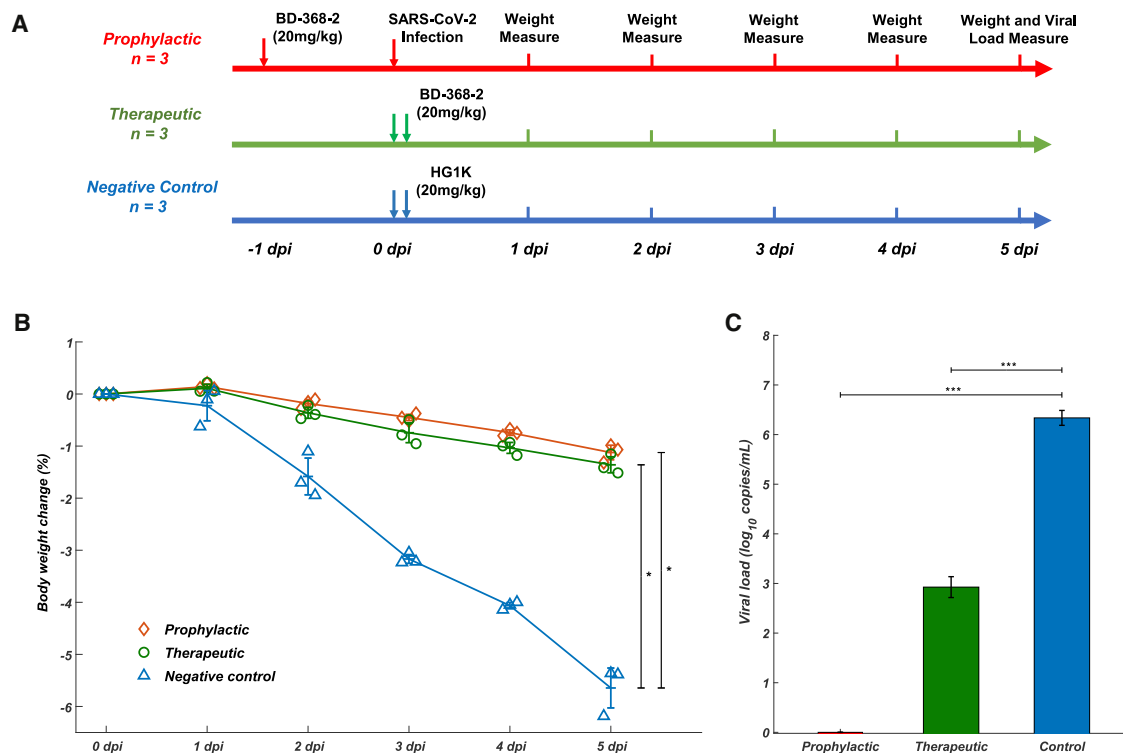 A
Prophylactic
n = 3
BD-368-2
(20mg/kg)
SARS-CoV-2
Infection
Weight
Measure
Weight
Measure
Weight
Measure
Weight
Measure
Weight and Viral
Load Measure
Therapeutic
n = 3
BD-368-2
(20mg/kg)
Negative Control
n = 3
HG1K
(20mg/kg)
-1 dpi
0 dpi
1 dpi
2 dpi
3 dpi
4 dpi
5 dpi
B
Body weight change (%)
1
0
-1
-2
-3
-4
-5
-6
Prophylactic
Therapeutic
Negative control
*
*
0 dpi
1 dpi
2 dpi
3 dpi
4 dpi
5 dpi
C
Viral load (log10 copies/mL)
8
7
6
5
4
3
2
1
0
***
***
Prophylactic
Therapeutic
Control